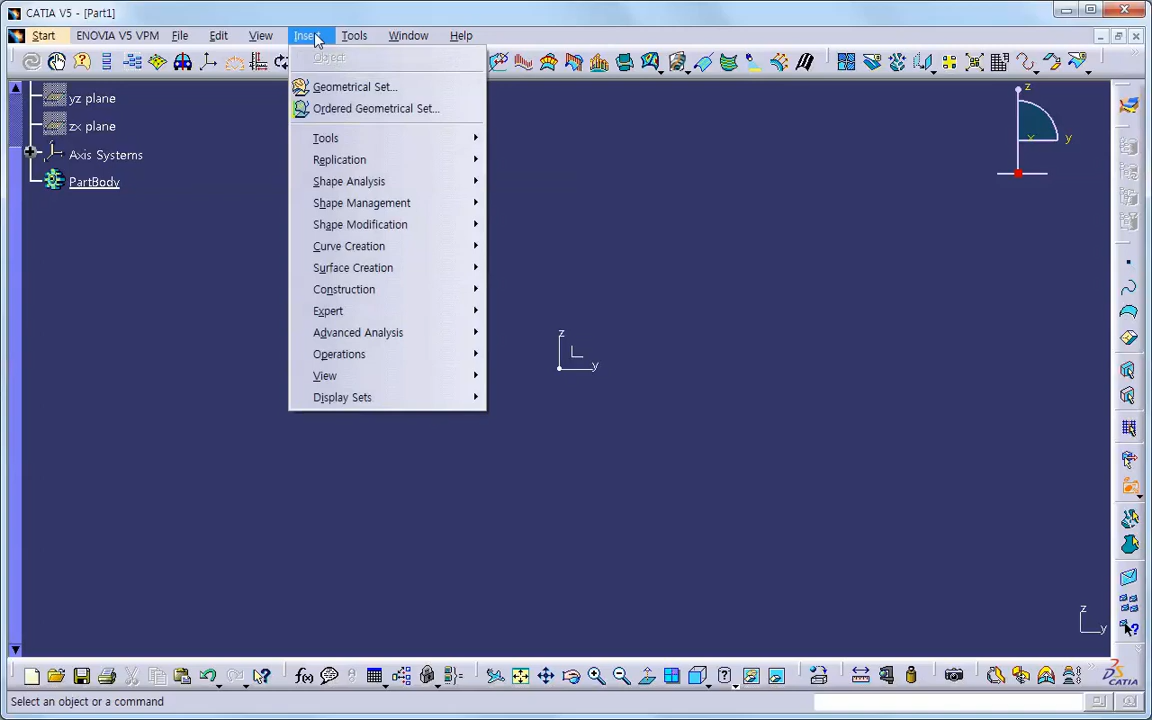 CATIA V5 - [Part1]
Start ENOVIA V5 VPM File Edit View Inse Tools Window Help
Object
Geometrical Set...
Ordered Geometrical Set...
Tools
Replication
Shape Analysis
Shape Management
Shape Modification
Curve Creation
Surface Creation
Construction
Expert
Advanced Analysis
Operations
View
Display Sets
yz plane
zx plane
Axis Systems
PartBody
z
x y
z
y
z
y
f(x)
CATIA
Select an object or a command